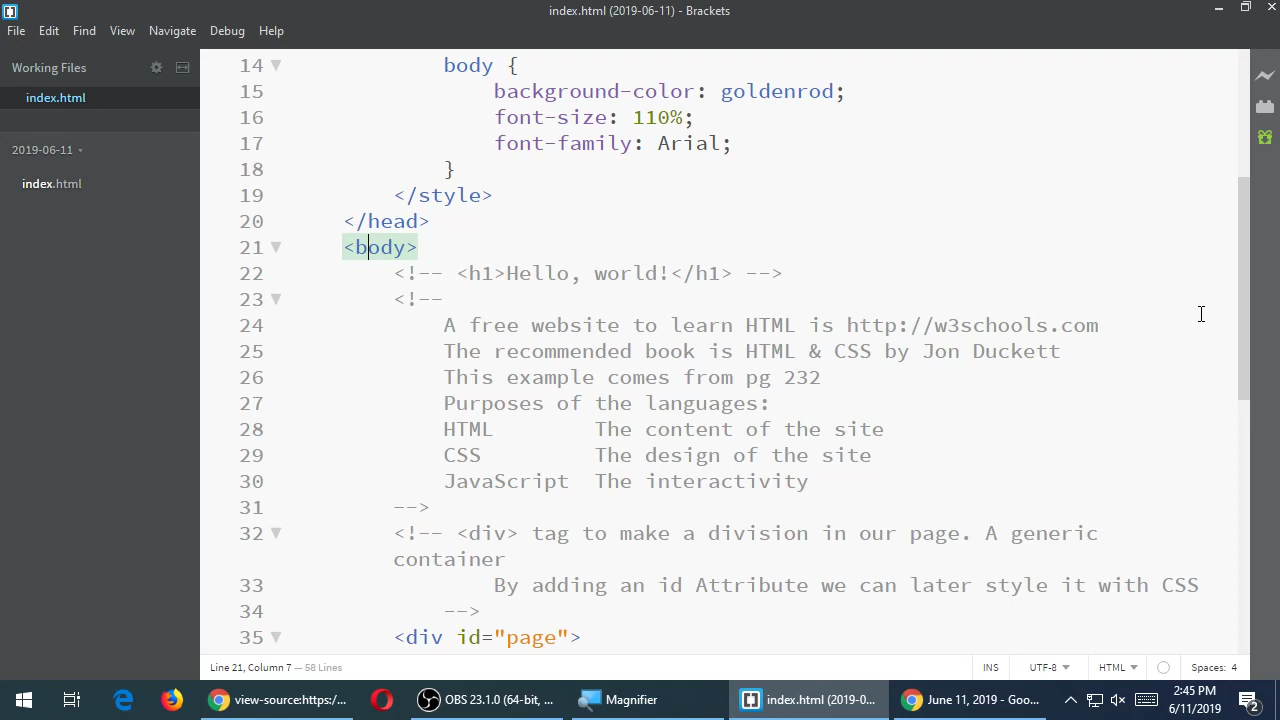 index.html (2019-06-11) - Brackets
File Edit Find View Navigate Debug Help
Working Files
index.html
2019-06-11
index.html
14 body {
15 background-color: goldenrod;
16 font-size: 110%;
17 font-family: Arial;
18 }
19 </style>
20 </head>
21 <body>
22 <!-- <h1>Hello, world!</h1> -->
23 <!--
24 A free website to learn HTML is http://w3schools.com
25 The recommended book is HTML & CSS by Jon Duckett
26 This example comes from pg 232
27 Purposes of the languages:
28 HTML The content of the site
29 CSS The design of the site
30 JavaScript The interactivity
31 -->
32 <!-- <div> tag to make a division in our page. A generic
container
33 By adding an id Attribute we can later style it with CSS
34 -->
35 <div id="page">
Line 21, Column 7 — 58 Lines
INS UTF-8 HTML Spaces: 4
view-source:https:/... OBS 23.1.0 (64-bit, ... Magnifier index.html (2019-0... June 11, 2019 - Goo...
2:45 PM
6/11/2019
2